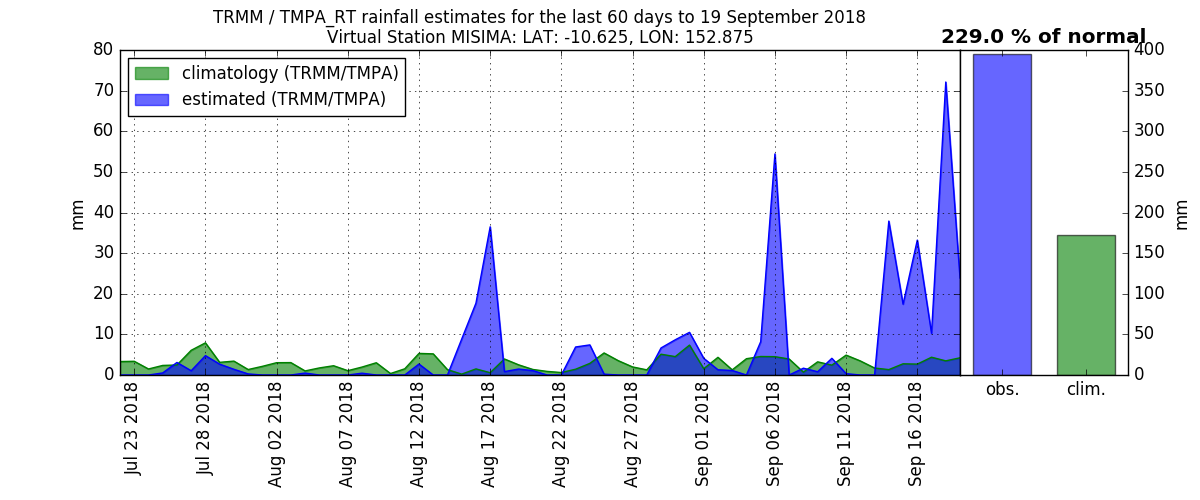 TRMM / TMPA_RT rainfall estimates for the last 60 days to 19 September 2018
Virtual Station MISIMA: LAT: -10.625, LON: 152.875
229.0 % of normal
climatology (TRMM/TMPA)
estimated (TRMM/TMPA)
80
70
60
50
40
30
20
10
0
mm
400
350
300
250
200
150
100
50
0
mm
Jul 23 2018
Jul 28 2018
Aug 02 2018
Aug 07 2018
Aug 12 2018
Aug 17 2018
Aug 22 2018
Aug 27 2018
Sep 01 2018
Sep 06 2018
Sep 11 2018
Sep 16 2018
obs.
clim.